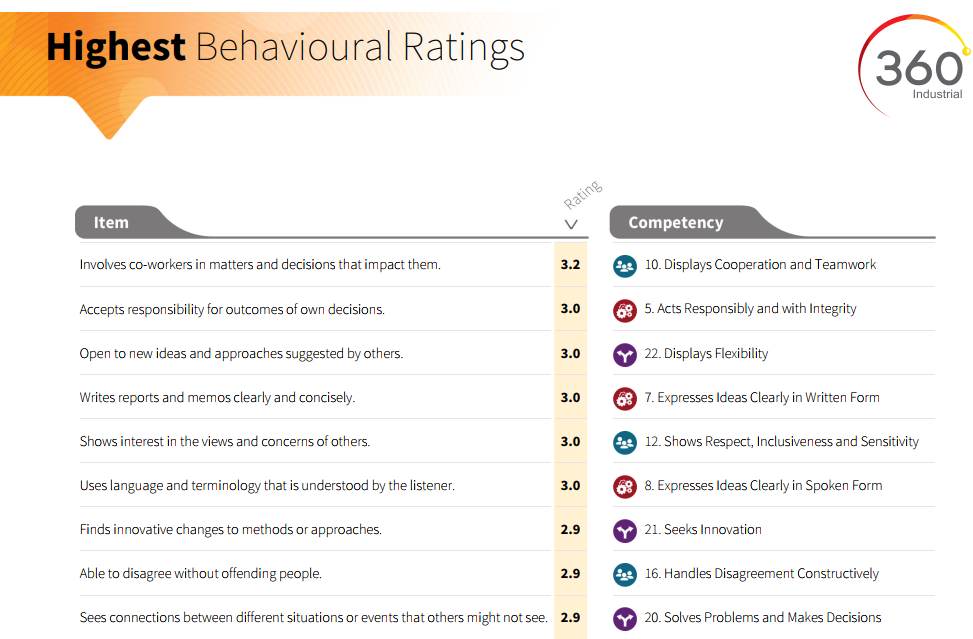 Highest Behavioural Ratings
360
Industrial
Rating
Item
Competency
Involves co-workers in matters and decisions that impact them. 3.2 10. Displays Cooperation and Teamwork
Accepts responsibility for outcomes of own decisions. 3.0 5. Acts Responsibly and with Integrity
Open to new ideas and approaches suggested by others. 3.0 22. Displays Flexibility
Writes reports and memos clearly and concisely. 3.0 7. Expresses Ideas Clearly in Written Form
Shows interest in the views and concerns of others. 3.0 12. Shows Respect, Inclusiveness and Sensitivity
Uses language and terminology that is understood by the listener. 3.0 8. Expresses Ideas Clearly in Spoken Form
Finds innovative changes to methods or approaches. 2.9 21. Seeks Innovation
Able to disagree without offending people. 2.9 16. Handles Disagreement Constructively
Sees connections between different situations or events that others might not see. 2.9 20. Solves Problems and Makes Decisions